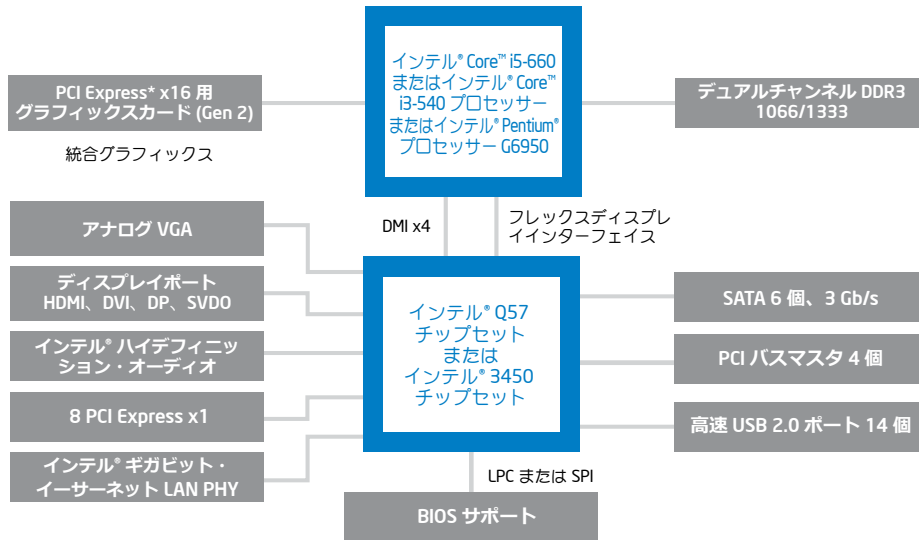 インテル® Core™ i5-660
またはインテル® Core™
i3-540 プロセッサー
またはインテル® Pentium®
プロセッサー G6950
PCI Express* x16 用
グラフィックスカード (Gen 2)
デュアルチャンネル DDR3
1066/1333
統合グラフィックス
DMI x4
フレックスディスプレ
イインターフェイス
アナログ VGA
ディスプレイポート
HDMI、DVI、DP、SVDO
インテル® ハイデフィニッ
ション・オーディオ
8 PCI Express x1
インテル® ギガビット・
イーサーネット LAN PHY
インテル® Q57
チップセット
または
インテル® 3450
チップセット
SATA 6 個、3 Gb/s
PCI バスマスタ 4 個
高速 USB 2.0 ポート 14 個
LPC または SPI
BIOS サポート